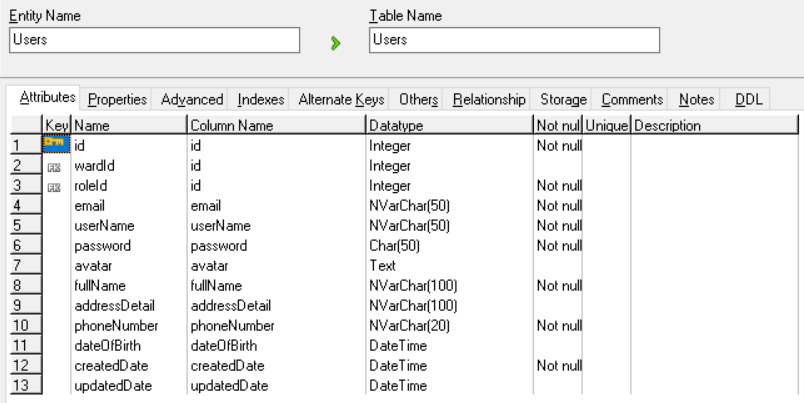 Entity Name Table Name
Users Users
Attributes Properties Advanced Indexes Alternate Keys Others Relationship Storage Comments Notes DDL
Key Name Column Name Datatype Not nul Unique Description
1 id id Integer Not null
2 FK wardId id Integer
3 FK roleId id Integer Not null
4 email email NVarChar(50) Not null
5 userName userName NVarChar(50) Not null
6 password password Char(50) Not null
7 avatar avatar Text
8 fullName fullName NVarChar(100) Not null
9 addressDetail addressDetail NVarChar(100)
10 phoneNumber phoneNumber NVarChar(20) Not null
11 dateOfBirth dateOfBirth DateTime
12 createdDate createdDate DateTime Not null
13 updatedDate updatedDate DateTime